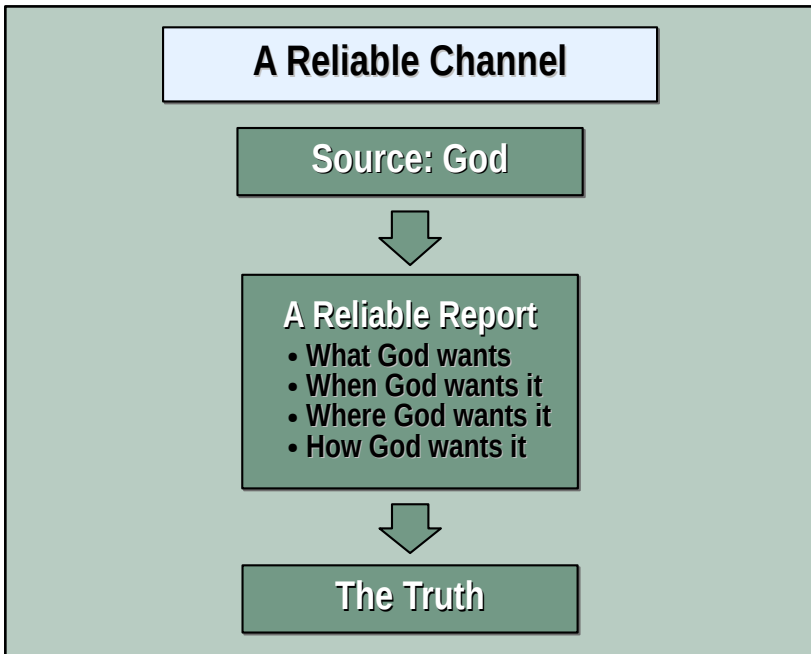 A Reliable Channel
Source: God
A Reliable Report
• What God wants
• When God wants it
• Where God wants it
• How God wants it
The Truth